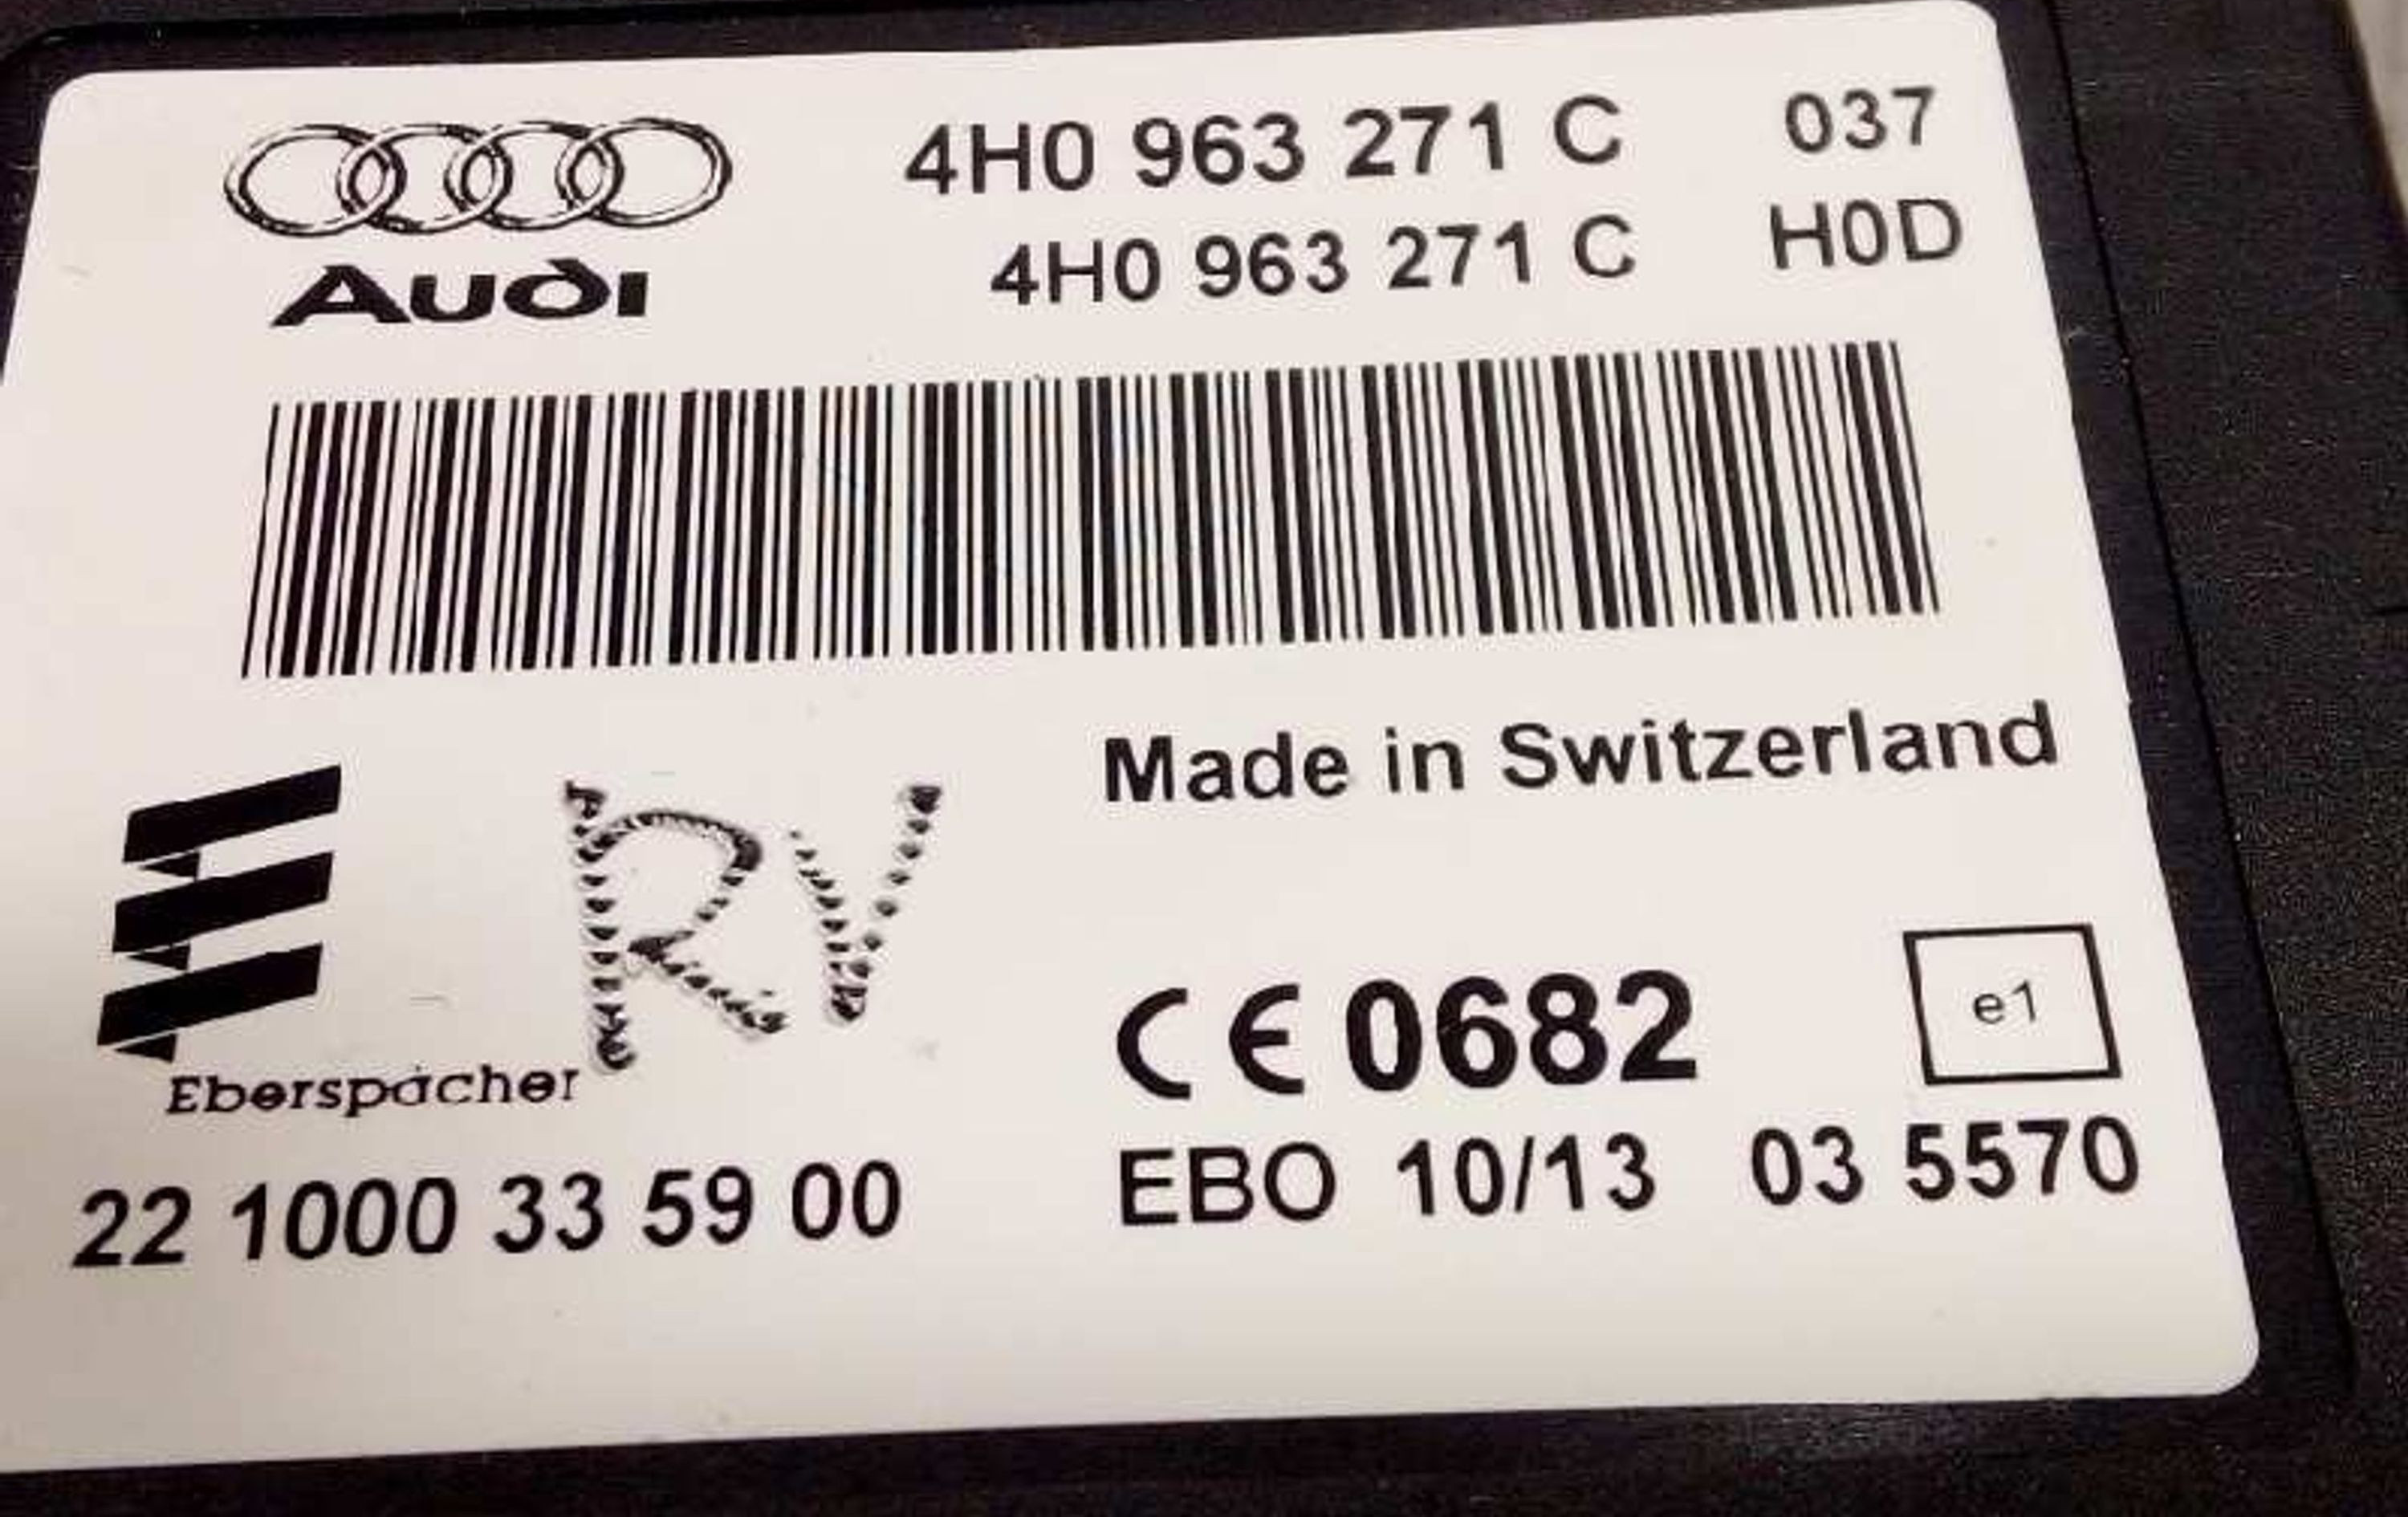 4H0 963 271 C 037
Audi 4H0 963 271 C H0D
Made in Switzerland
RV
Eberspächer
CE 0682 e1
22 1000 33 59 00 EBO 10/13 03 5570